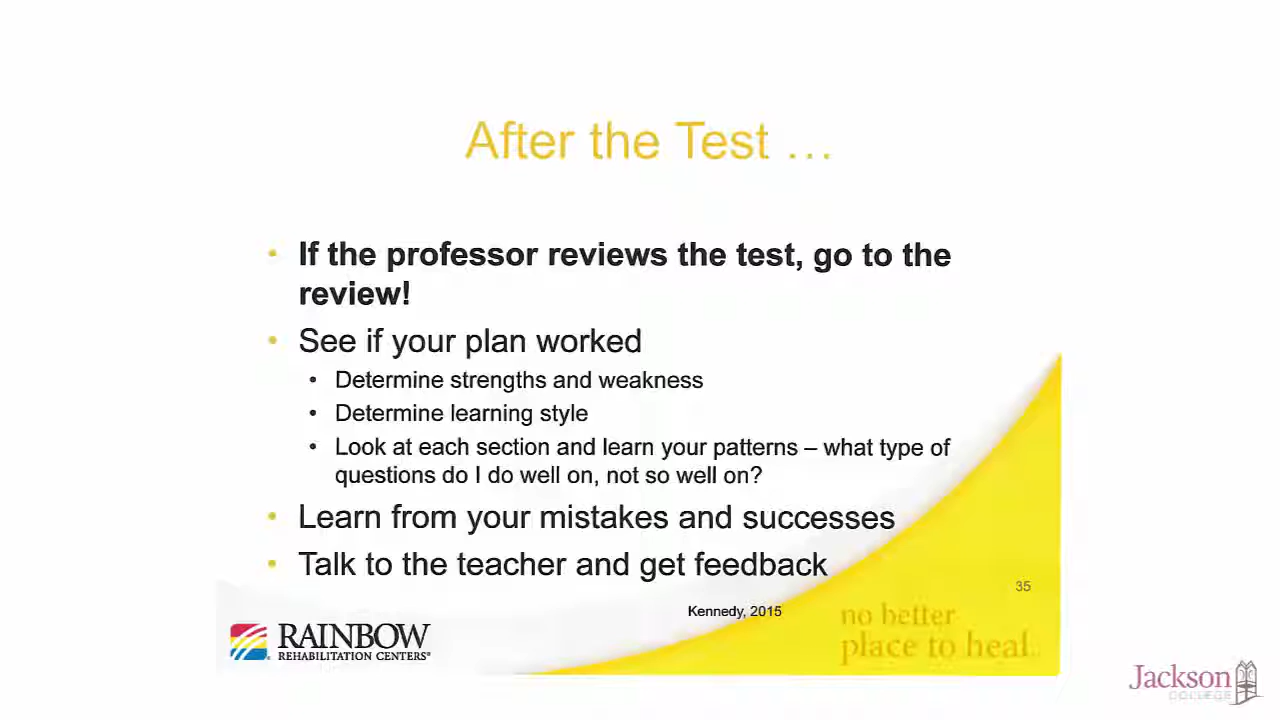 After the Test …
• If the professor reviews the test, go to the
review!
• See if your plan worked
• Determine strengths and weakness
• Determine learning style
• Look at each section and learn your patterns – what type of
questions do I do well on, not so well on?
• Learn from your mistakes and successes
• Talk to the teacher and get feedback
35
Kennedy, 2015
no better
place to heal.
RAINBOW
REHABILITATION CENTERS®
Jackson
COLLEGE